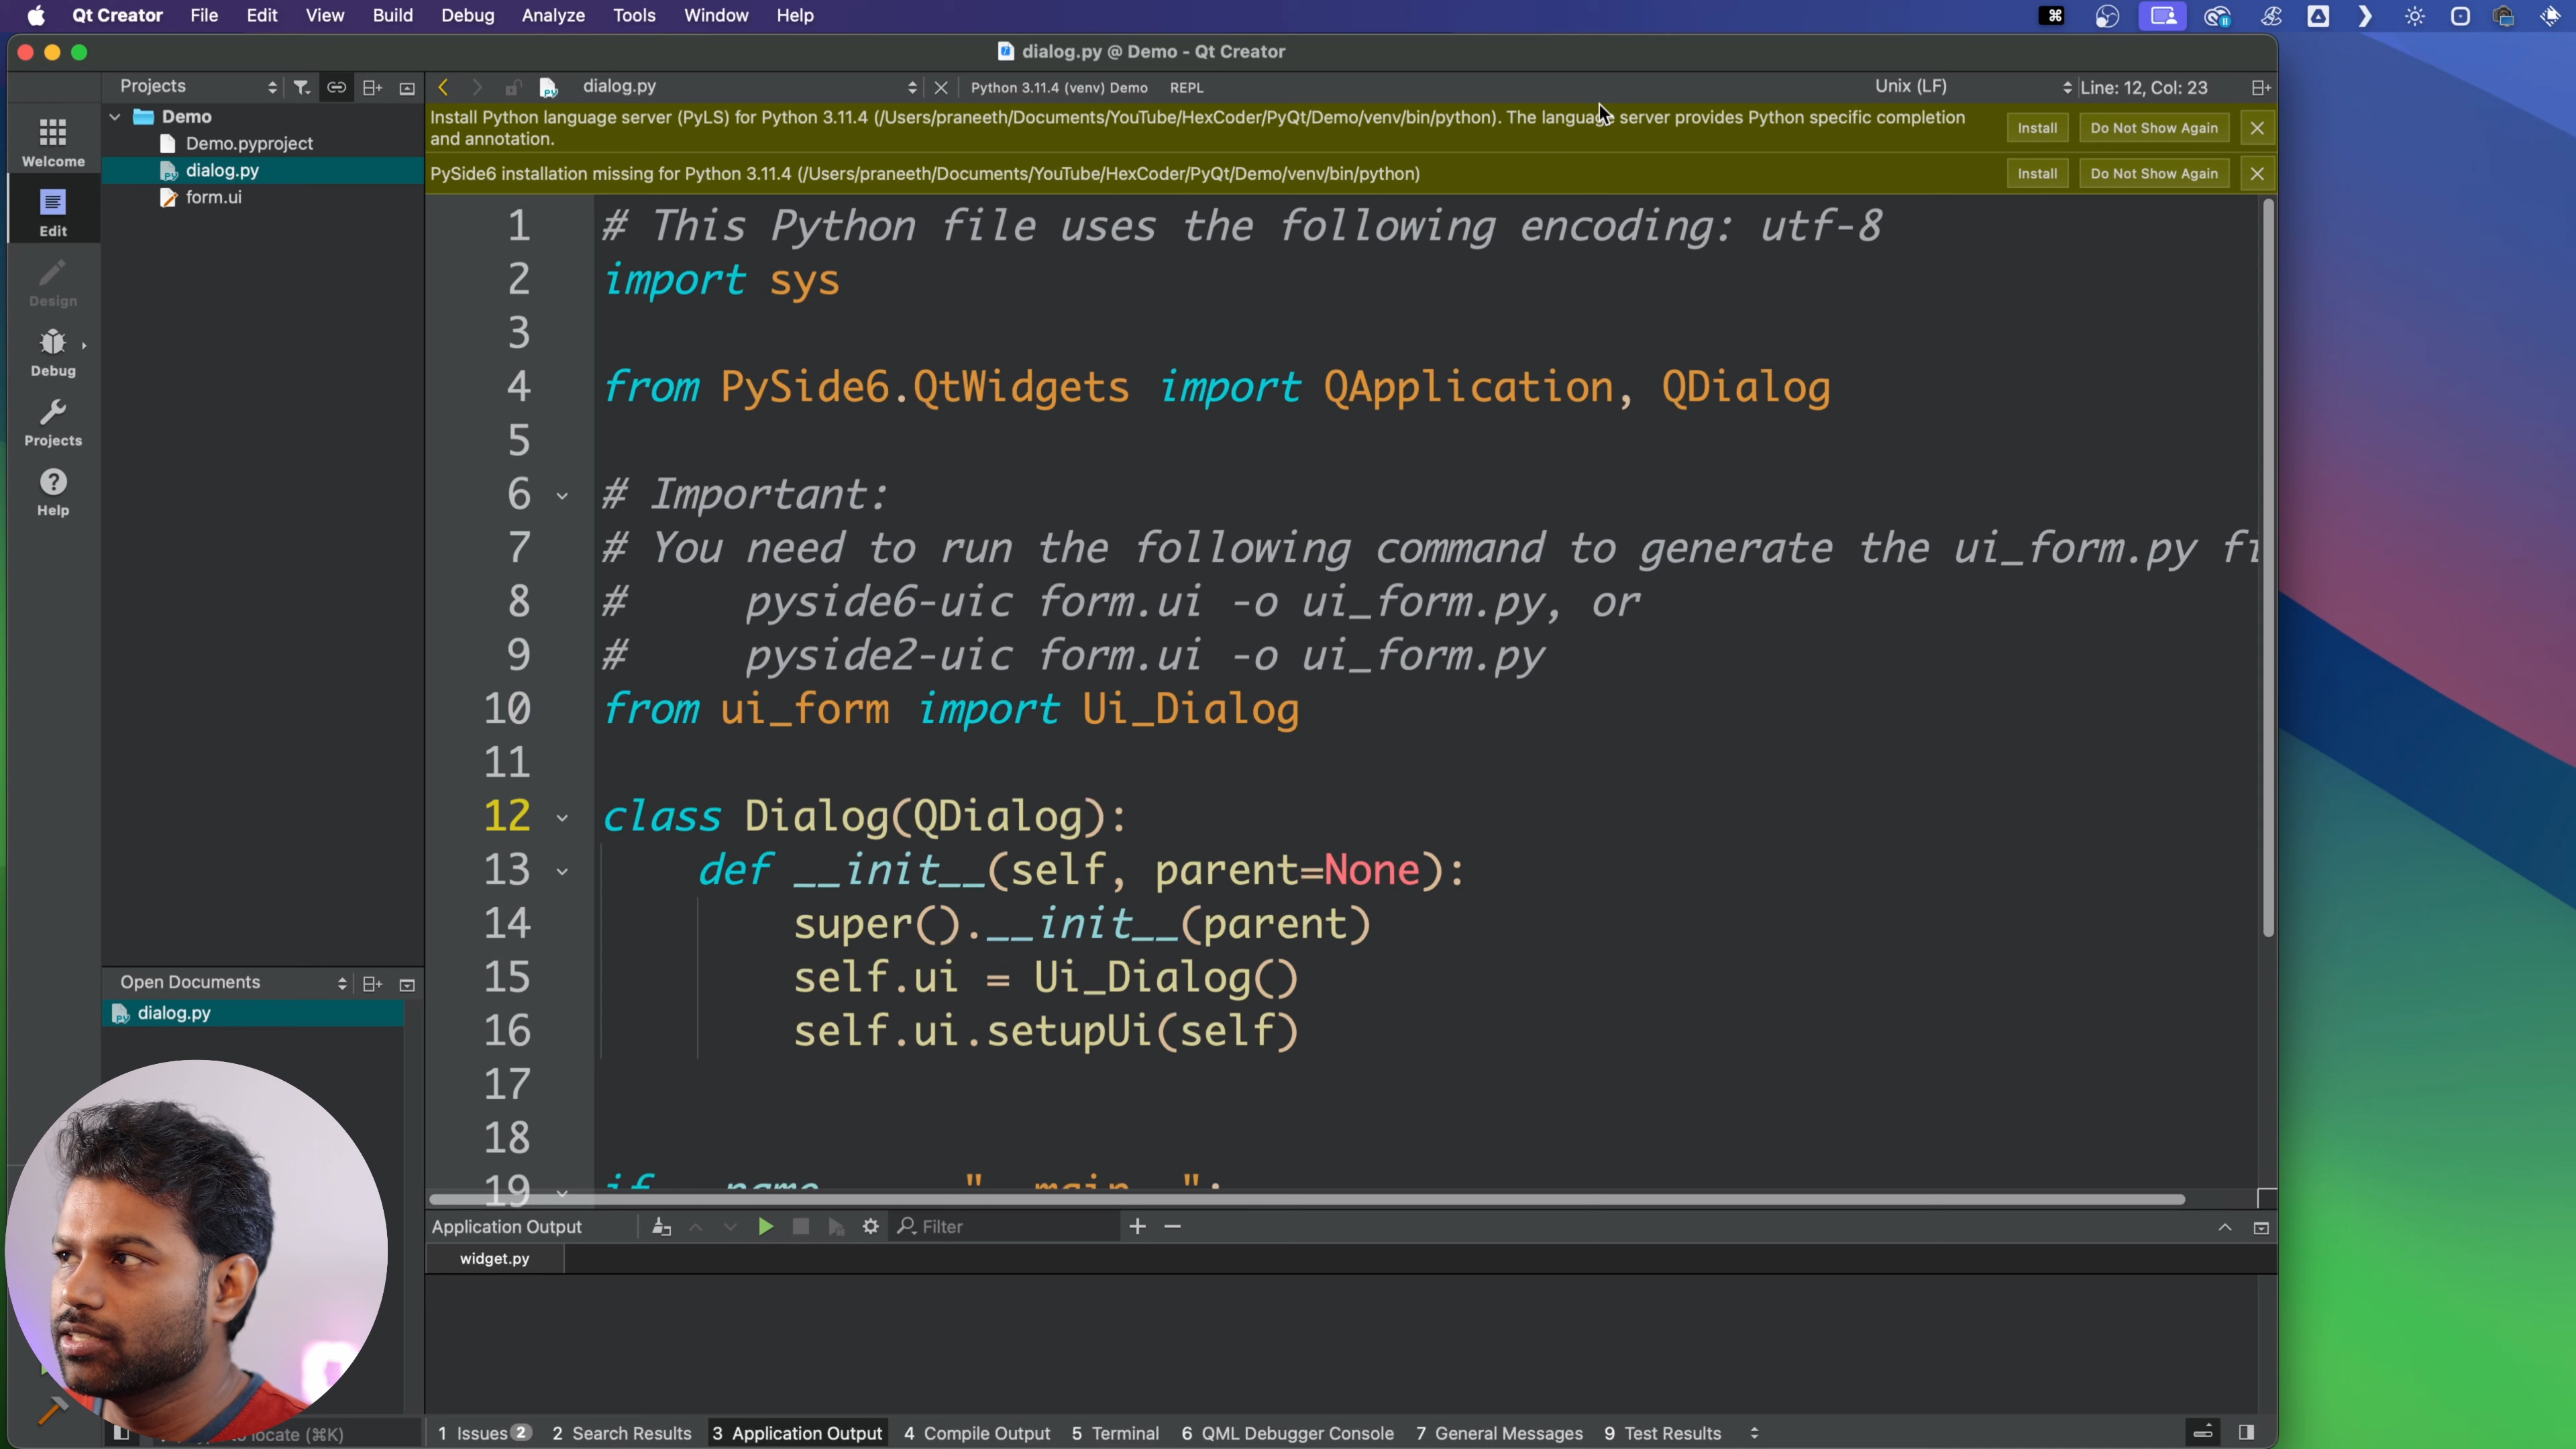 Qt Creator File Edit View Build Debug Analyze Tools Window Help
dialog.py @ Demo - Qt Creator
Projects
dialog.py
Python 3.11.4 (venv) Demo
REPL
Unix (LF)
Line: 12, Col: 23
Install Python language server (PyLS) for Python 3.11.4 (/Users/praneeth/Documents/YouTube/HexCoder/PyQt/Demo/venv/bin/python). The language server provides Python specific completion
and annotation.
Install
Do Not Show Again
PySide6 installation missing for Python 3.11.4 (/Users/praneeth/Documents/YouTube/HexCoder/PyQt/Demo/venv/bin/python)
Install
Do Not Show Again
Welcome
Edit
Design
Debug
Projects
Help
Demo
Demo.pyproject
dialog.py
form.ui
1 # This Python file uses the following encoding: utf-8
2 import sys
3
4 from PySide6.QtWidgets import QApplication, QDialog
5
6 # Important:
7 # You need to run the following command to generate the ui_form.py
8 #     pyside6-uic form.ui -o ui_form.py, or
9 #     pyside2-uic form.ui -o ui_form.py
10 from ui_form import Ui_Dialog
11
12 class Dialog(QDialog):
13     def __init__(self, parent=None):
14         super().__init__(parent)
15         self.ui = Ui_Dialog()
16         self.ui.setupUi(self)
17
18
19 if name "__main__":
Open Documents
dialog.py
Application Output
Filter
widget.py
locate (⌘K)
1 Issues 2
2 Search Results
3 Application Output
4 Compile Output
5 Terminal
6 QML Debugger Console
7 General Messages
9 Test Results